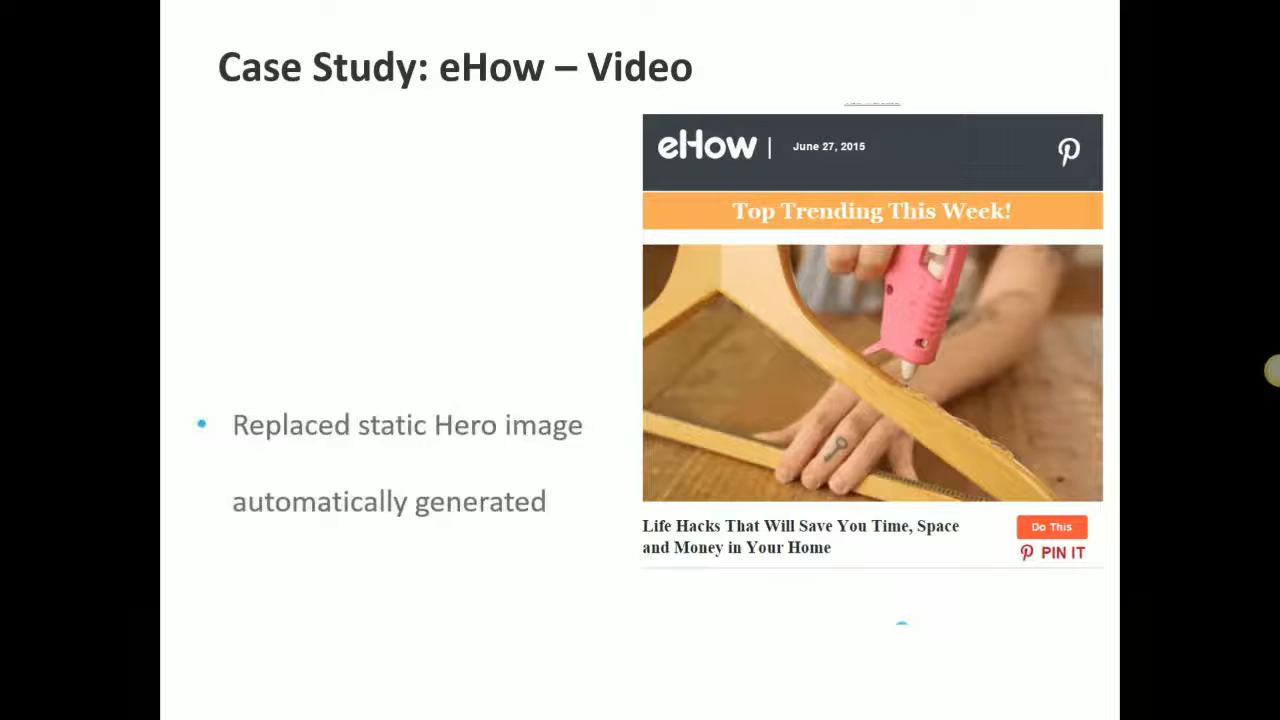 Case Study: eHow – Video
eHow | June 27, 2015
Top Trending This Week!
• Replaced static Hero image
automatically generated
Life Hacks That Will Save You Time, Space
and Money in Your Home
Do This
PIN IT